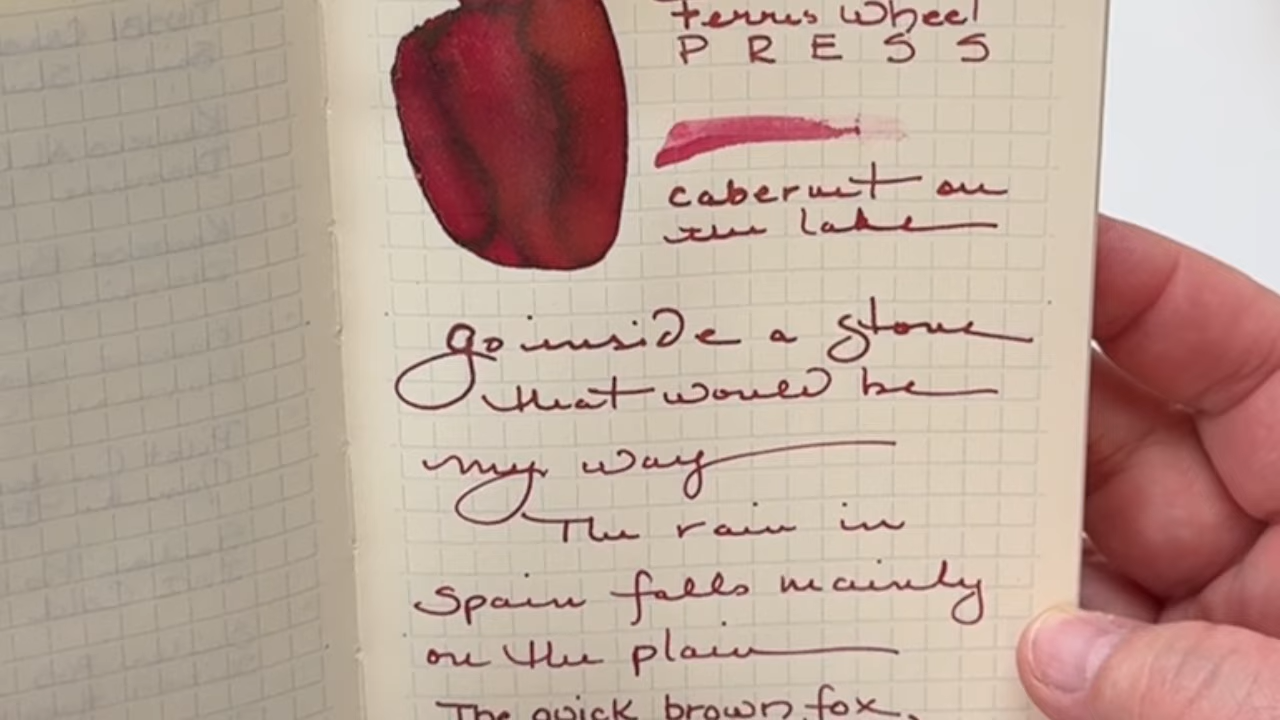 Ferris Wheel
PRESS
cabernet on
the lake
go inside a stone
that would be
my way
The rain in
Spain falls mainly
on the plain
The quick brown fox